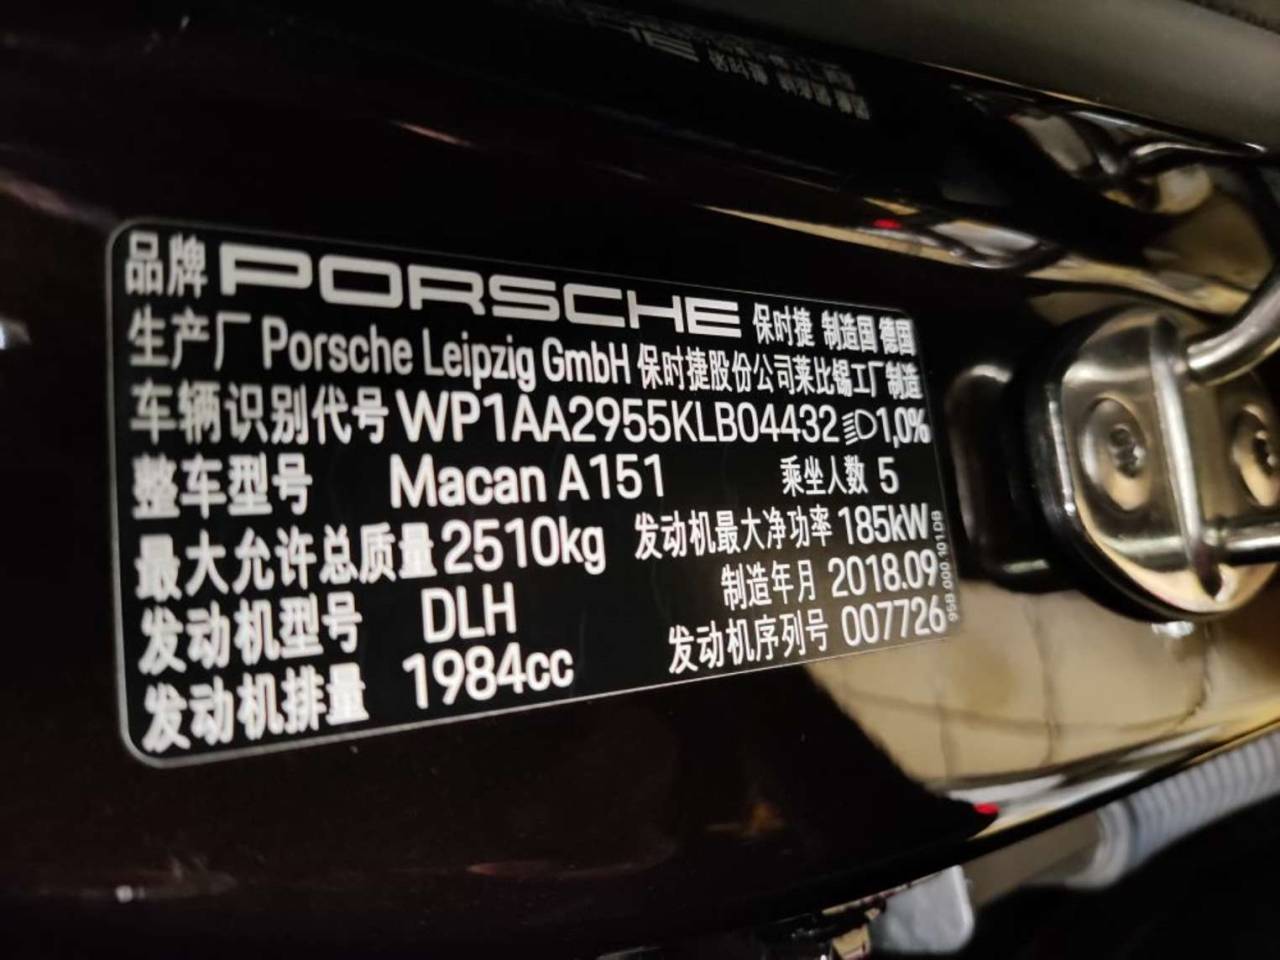 品牌 PORSCHE 保时捷 制造国 德国
生产厂 Porsche Leipzig GmbH 保时捷股份公司莱比锡工厂制造
车辆识别代号 WP1AA2955KLB04432 1,0%
整车型号 Macan A151 乘坐人数 5
最大允许总质量 2510kg 发动机最大净功率 185kW
发动机型号 DLH 制造年月 2018.09
发动机排量 1984cc 发动机序列号 007726
95B.000.101.DB